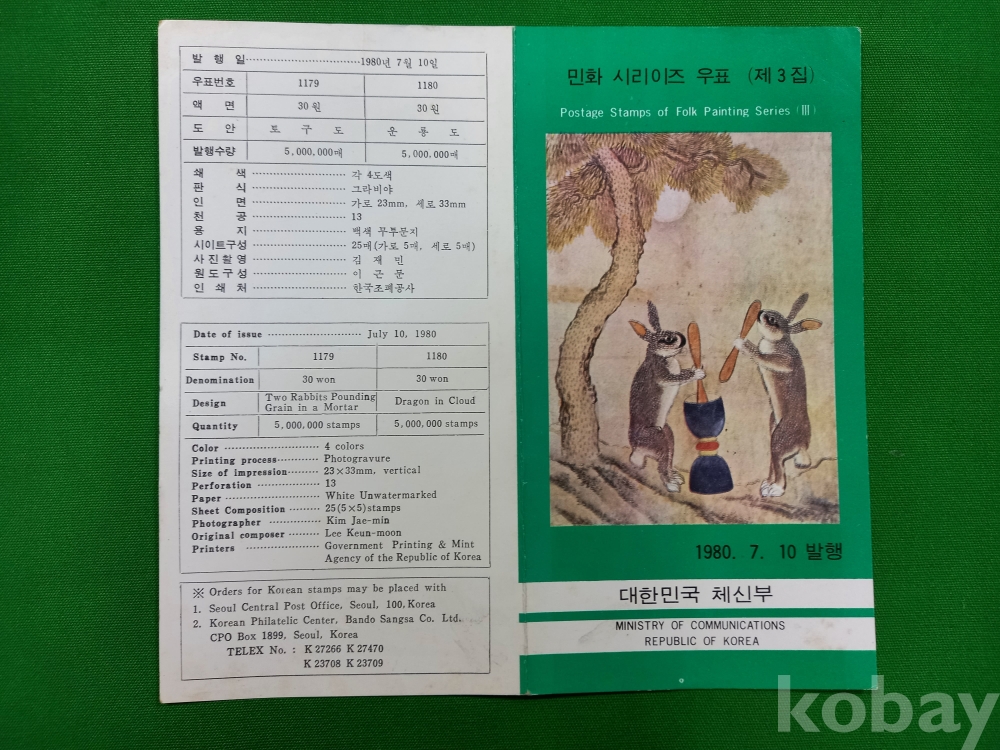 발 행 일 1980년 7월 10일
우표번호 1179 1180
액 면 30원 30원
도 안 토 구 도 운 룡 도
발행수량 5,000,000매 5,000,000매
쇄 색 각 4도색
판 식 그라비아
인 면 가로 23mm, 세로 33mm
천 공 13
용 지 백색 무투문지
시이트구성 25매(가로 5매, 세로 5매)
사진촬영 김 재 민
원도구성 이 근 문
인 쇄 처 한국조폐공사
Date of issue July 10, 1980
Stamp No. 1179 1180
Denomination 30 won 30 won
Design Two Rabbits Pounding Grain in a Mortar Dragon in Cloud
Quantity 5,000,000 stamps 5,000,000 stamps
Color 4 colors
Printing process Photogravure
Size of impression 23×33mm, vertical
Perforation 13
Paper White Unwatermarked
Sheet Composition 25(5×5)stamps
Photographer Kim Jae-min
Original composer Lee Keun-moon
Printers Government Printing & Mint
Agency of the Republic of Korea
※ Orders for Korean stamps may be placed with
1. Seoul Central Post Office, Seoul, 100, Korea
2. Korean Philatelic Center, Bando Sangsa Co. Ltd.
CPO Box 1899, Seoul, Korea
TELEX No. : K 27266 K 27470
K 23708 K 23709
민화 시리이즈 우표 (제3집)
Postage Stamps of Folk Painting Series (Ⅲ)
1980. 7. 10 발행
대한민국 체신부
MINISTRY OF COMMUNICATIONS
REPUBLIC OF KOREA
kobay